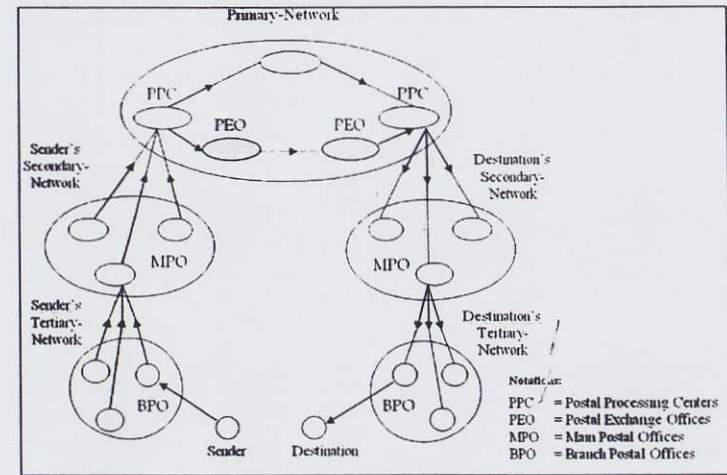 Primary-Network
PPC
PPC
PEO
PEO
Sender's
Secondary-
Network
Destination's
Secondary-
Network
MPO
MPO
Sender's
Tertiary-
Network
Destination's
Tertiary-
Network
BPO
BPO
Sender
Destination
Notations:
PPC = Postal Processing Centers
PEO = Postal Exchange Offices
MPO = Main Postal Offices
BPO = Branch Postal Offices